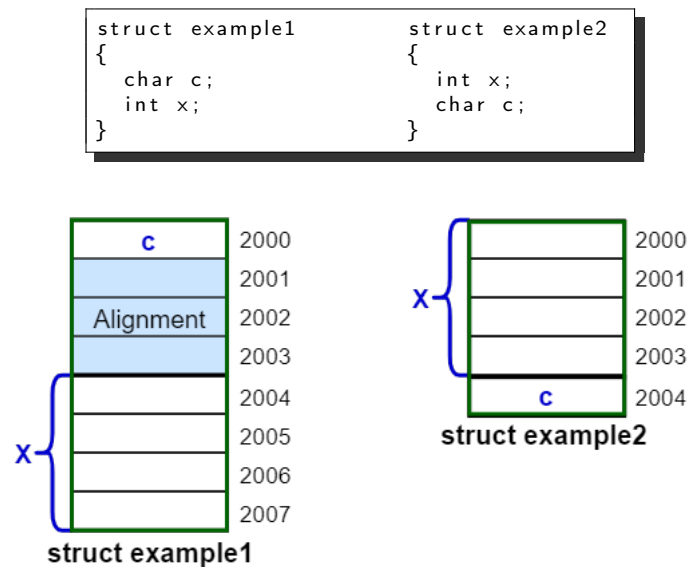 struct example1
{
char c;
int x;
}
struct example2
{
int x;
char c;
}
c
2000
2001
Alignment
2002
2003
X
2004
2005
2006
2007
struct example1
X
2000
2001
2002
2003
c
2004
struct example2